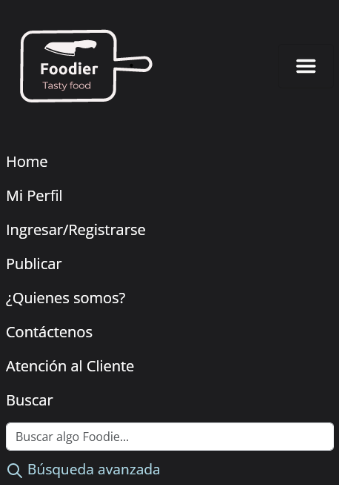 Foodier
Tasty food
Home
Mi Perfil
Ingresar/Registrarse
Publicar
¿Quienes somos?
Contáctenos
Atención al Cliente
Buscar
Buscar algo Foodie...
Búsqueda avanzada